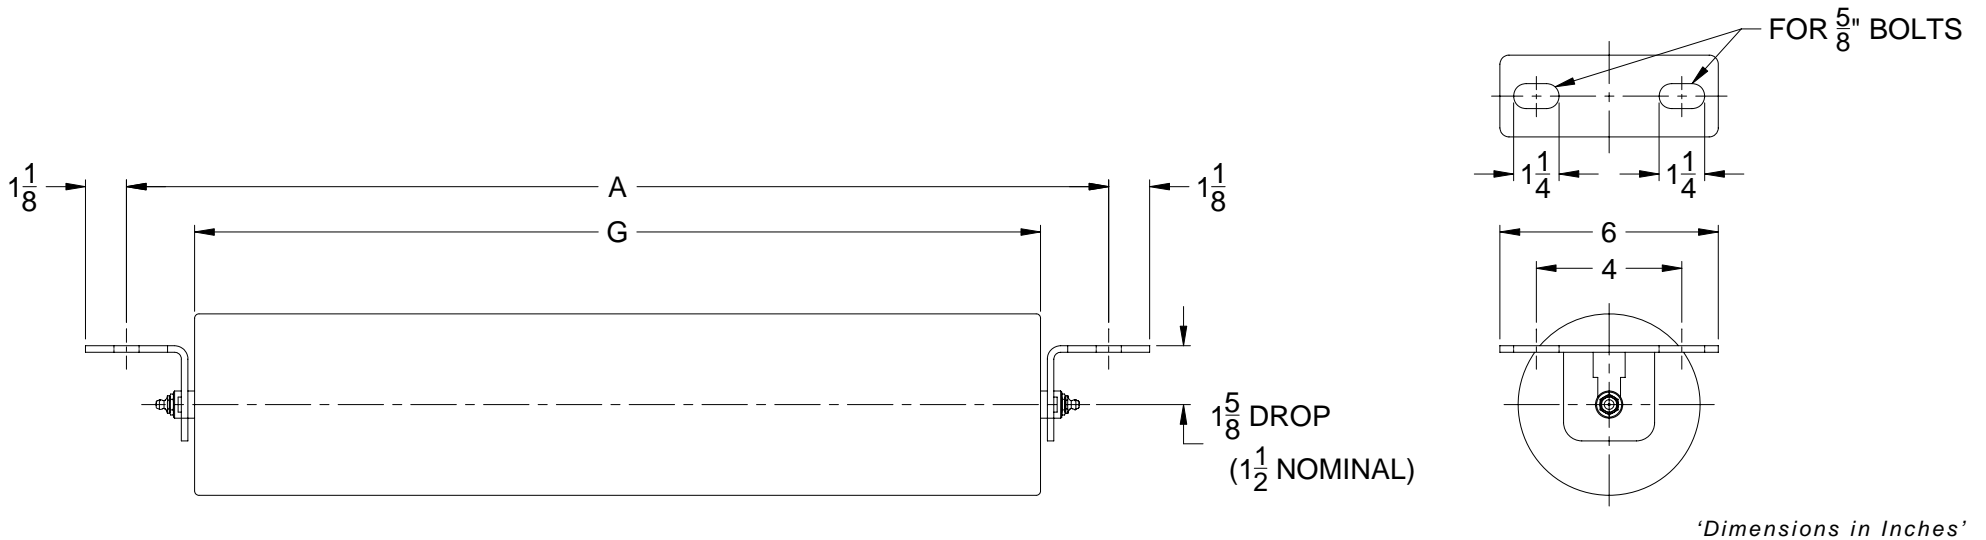 FOR 5/8" BOLTS
1 1/4
1 1/4
1 1/8
A
1 1/8
G
6
4
1 5/8 DROP
(1 1/2 NOMINAL)
‘Dimensions in Inches’